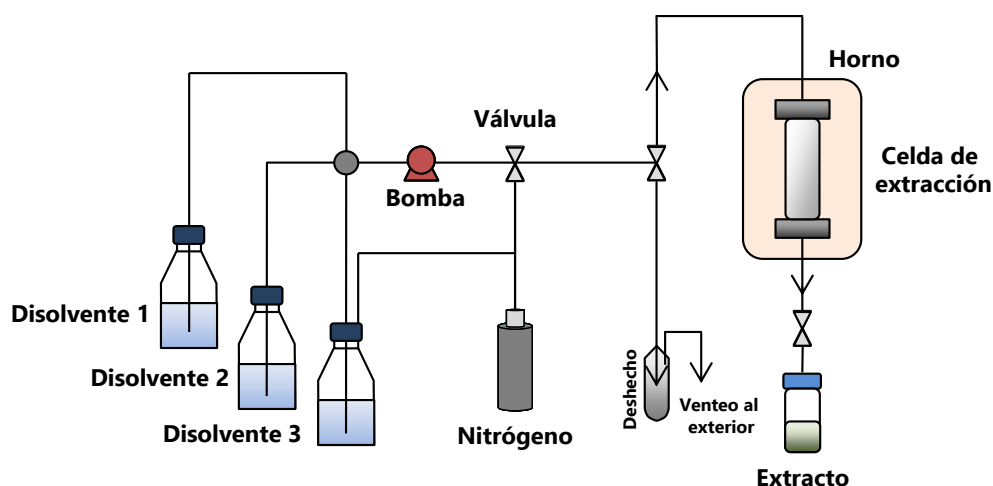 Horno
Válvula
Celda de
extracción
Bomba
Disolvente 1
Disolvente 2
Disolvente 3
Nitrógeno
Deshecho
Venteo al
exterior
Extracto